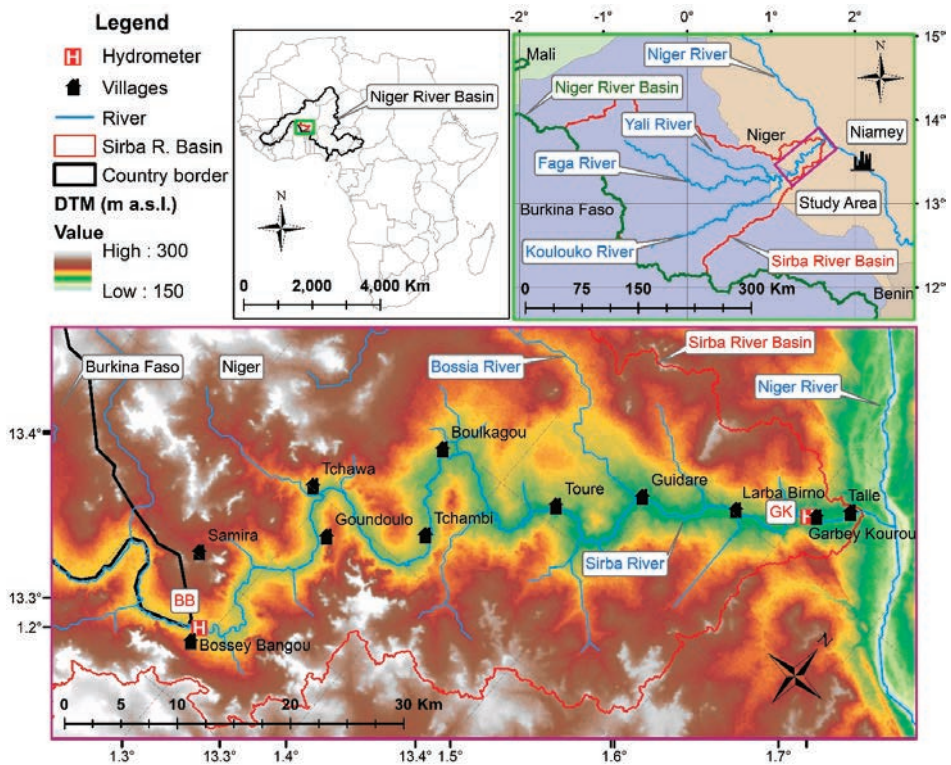 Legend
Hydrometer
H
Villages
River
Sirba R. Basin
Country border
DTM (m a.s.l.)
Value
High : 300
Low : 150
Niger River Basin
N
0 2,000 4,000 Km
-2° -1° 0° 1° 2°
15°
14°
13°
12°
Mali
Niger River
N
Niger River Basin
Yali River
Niger
Niamey
Faga River
Burkina Faso
Study Area
Koulouko River
Sirba River Basin
0 75 150 300 Km
Benin
Burkina Faso
Niger
Bossia River
Sirba River Basin
Niger River
13.4°
Boulkagou
Tchawa
Toure
Guidare
Larba Birno
Talle
GK
H
Garbey Kourou
Samira
Goundoulo
Tchambi
Sirba River
13.3°
BB
1.2°
H
Bossey Bangou
N
0 5 10 20 30 Km
1.3° 1.3° 1.4° 13.4° 1.5° 1.6° 1.7°